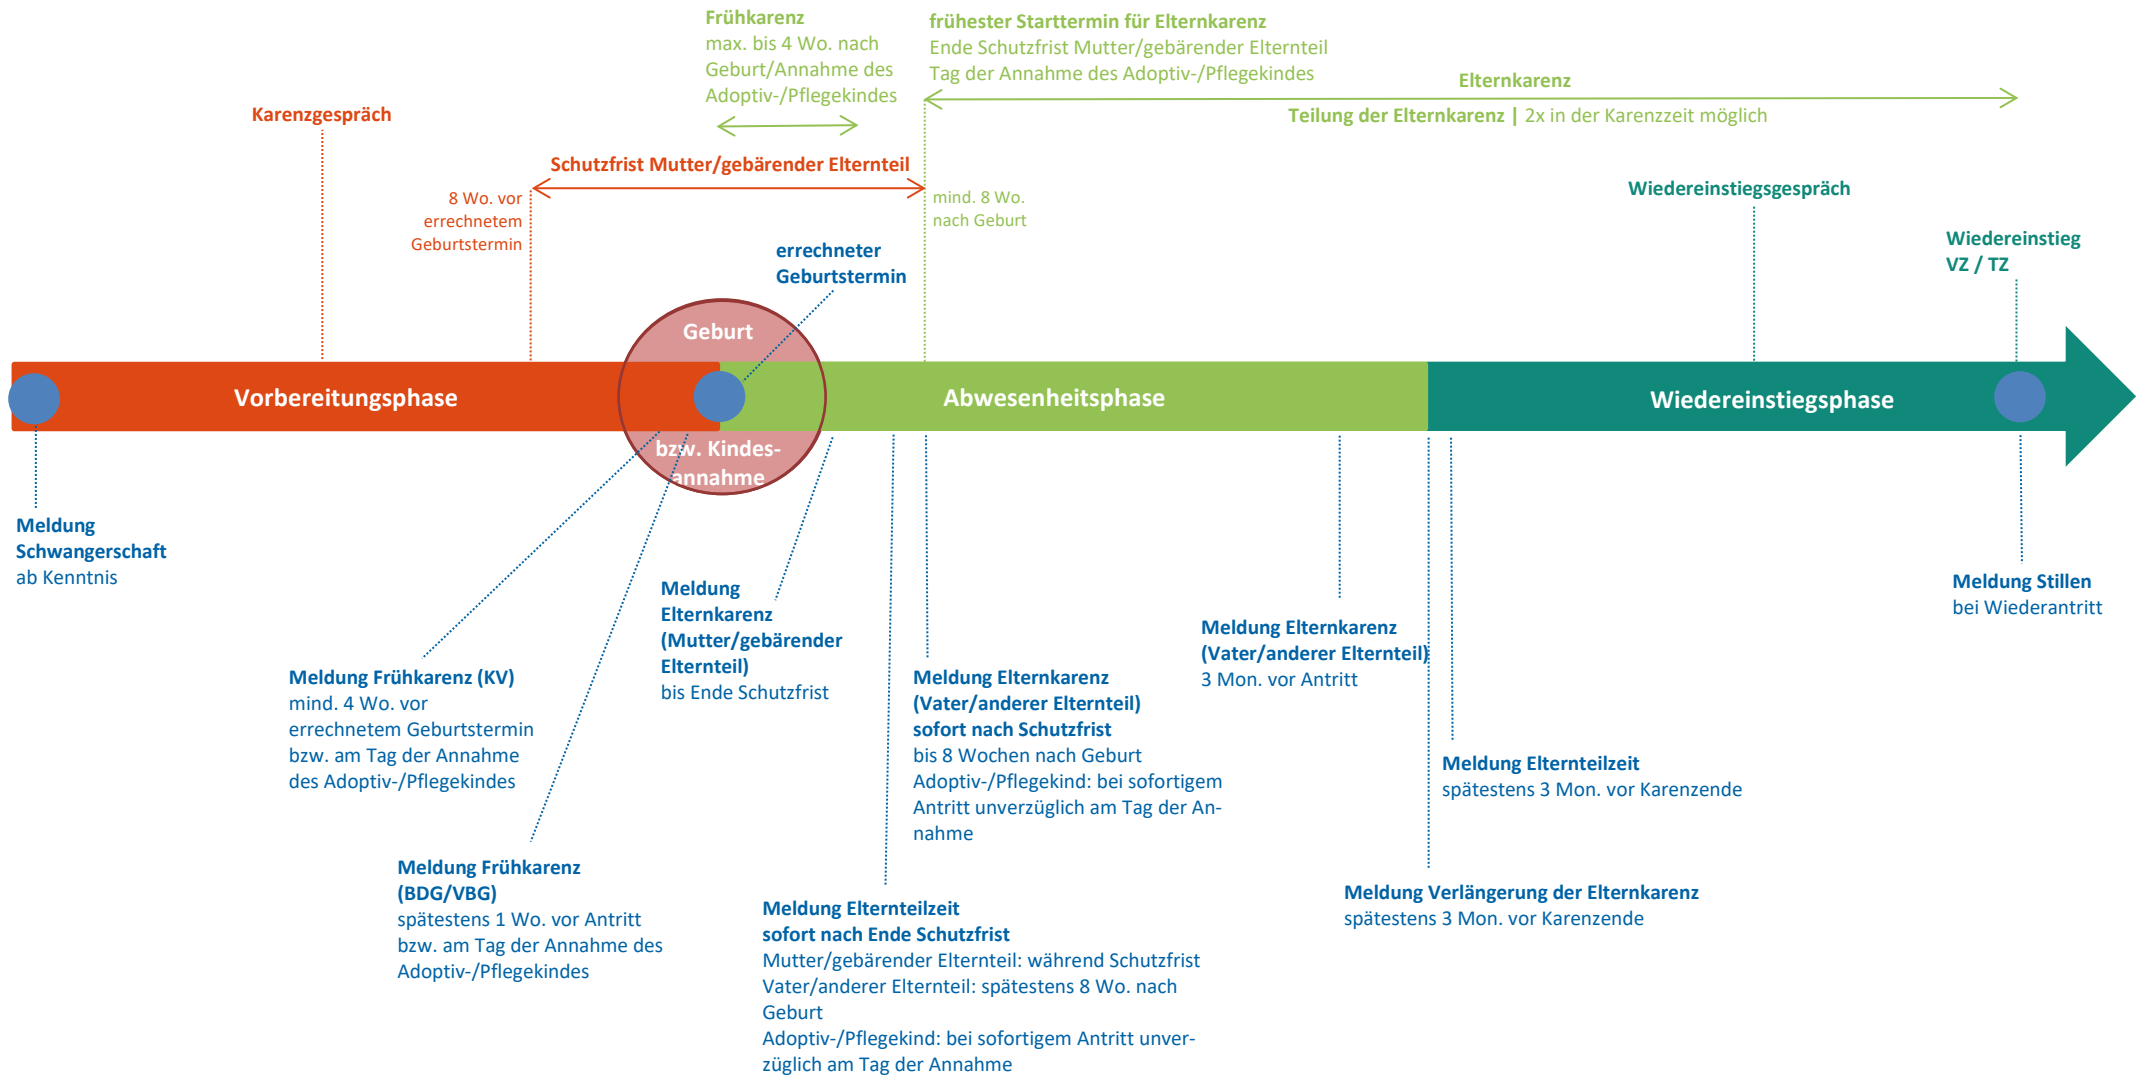 Frühkarenz
max. bis 4 Wo. nach
Geburt/Annahme des
Adoptiv-/Pflegekindes
frühester Starttermin für Elternkarenz
Ende Schutzfrist Mutter/gebärender Elternteil
Tag der Annahme des Adoptiv-/Pflegekindes
Elternkarenz
Teilung der Elternkarenz | 2x in der Karenzzeit möglich
Karenzgespräch
Schutzfrist Mutter/gebärender Elternteil
8 Wo. vor
errechnetem
Geburtstermin
mind. 8 Wo.
nach Geburt
Wiedereinstiegsgespräch
Wiedereinstieg
VZ / TZ
errechneter
Geburtstermin
Geburt
Vorbereitungsphase
Abwesenheitsphase
Wiedereinstiegsphase
bzw. Kindes-
annahme
Meldung
Schwangerschaft
ab Kenntnis
Meldung Frühkarenz (KV)
mind. 4 Wo. vor
errechnetem Geburtstermin
bzw. am Tag der Annahme
des Adoptiv-/Pflegekindes
Meldung Frühkarenz
(BDG/VBG)
spätestens 1 Wo. vor Antritt
bzw. am Tag der Annahme des
Adoptiv-/Pflegekindes
Meldung
Elternkarenz
(Mutter/gebärender
Elternteil)
bis Ende Schutzfrist
Meldung Elternteilzeit
sofort nach Ende Schutzfrist
Mutter/gebärender Elternteil: während Schutzfrist
Vater/anderer Elternteil: spätestens 8 Wo. nach
Geburt
Adoptiv-/Pflegekind: bei sofortigem Antritt unver-
züglich am Tag der Annahme
Meldung Elternkarenz
(Vater/anderer Elternteil)
sofort nach Schutzfrist
bis 8 Wochen nach Geburt
Adoptiv-/Pflegekind: bei sofortigem
Antritt unverzüglich am Tag der An-
nahme
Meldung Elternkarenz
(Vater/anderer Elternteil)
3 Mon. vor Antritt
Meldung Elternteilzeit
spätestens 3 Mon. vor Karenzende
Meldung Verlängerung der Elternkarenz
spätestens 3 Mon. vor Karenzende
Meldung Stillen
bei Wiederantritt